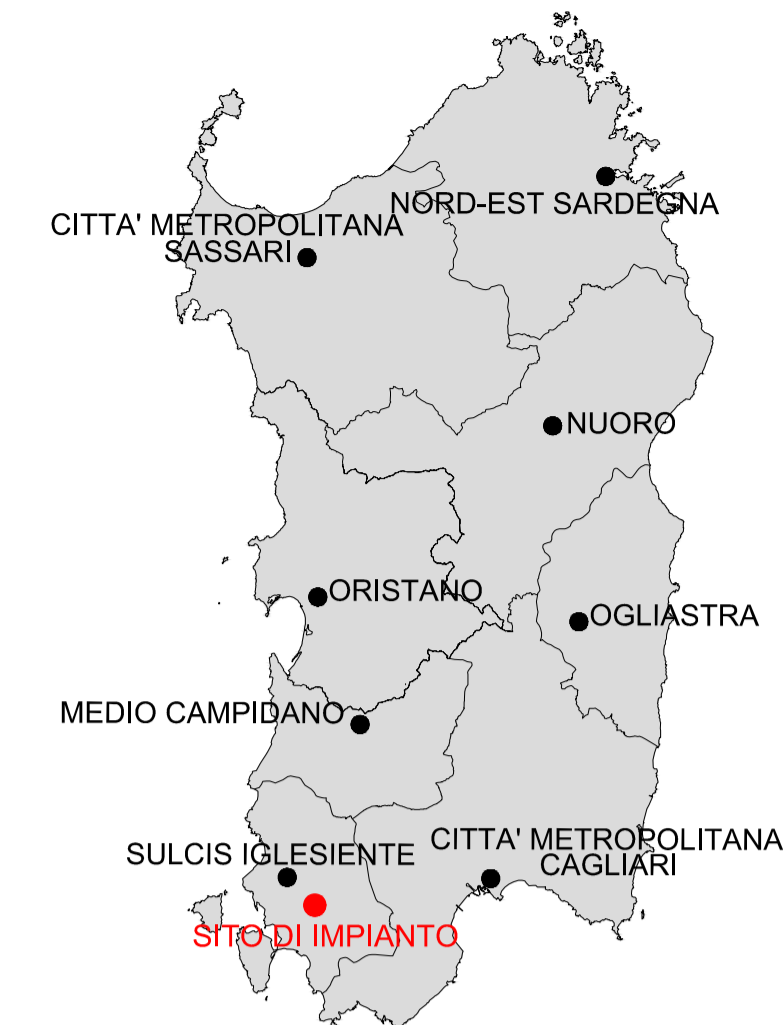 NORD-EST SARDEGNA
CITTA' METROPOLITANA
SASSARI
NUORO
ORISTANO
OGLIASTRA
MEDIO CAMPIDANO
CITTA' METROPOLITANA
CAGLIARI
SULCIS IGLESIENTE
SITO DI IMPIANTO